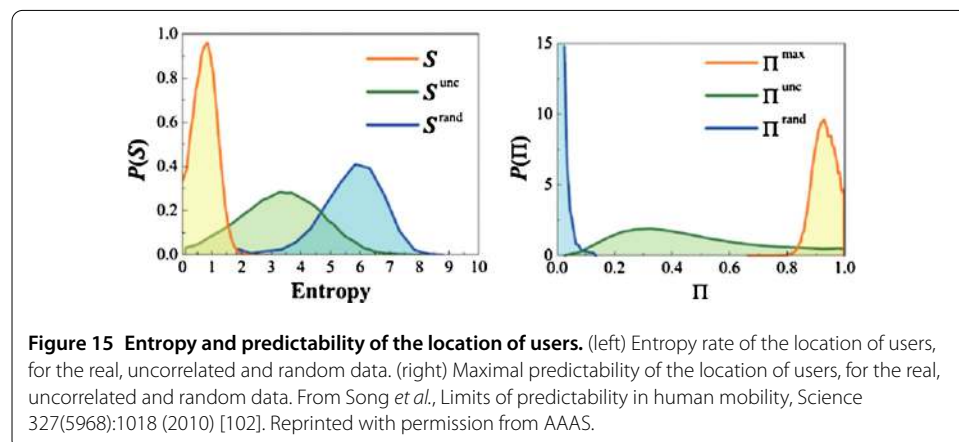 1.0
0.8
0.6
0.4
0.2
0.0
P(S)
S
S^unc
S^rand
0 1 2 3 4 5 6 7 8 9 10
Entropy
15
10
5
0
P(Π)
Π^max
Π^unc
Π^rand
0.0 0.2 0.4 0.6 0.8 1.0
Π
Figure 15 Entropy and predictability of the location of users. (left) Entropy rate of the location of users,
for the real, uncorrelated and random data. (right) Maximal predictability of the location of users, for the real,
uncorrelated and random data. From Song et al., Limits of predictability in human mobility, Science
327(5968):1018 (2010) [102]. Reprinted with permission from AAAS.